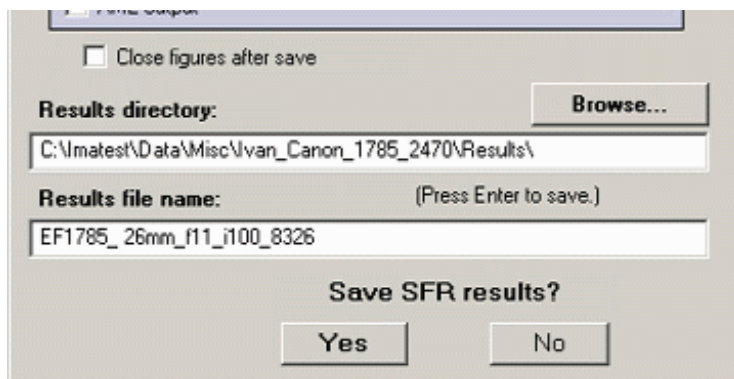 Close figures after save
Results directory:
Browse...
C:\Imatest\Data\Misc\Ivan_Canon_1785_2470\Results\
Results file name:
(Press Enter to save.)
EF1785_ 26mm_f11_i100_8326
Save SFR results?
Yes
No